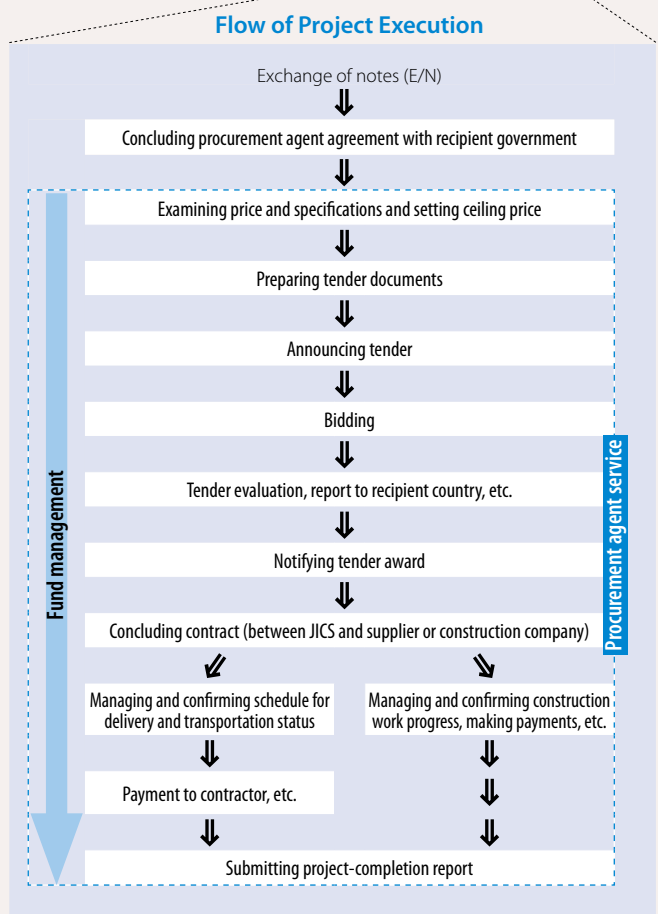 Flow of Project Execution
Exchange of notes (E/N)
Concluding procurement agent agreement with recipient government
Examining price and specifications and setting ceiling price
Preparing tender documents
Announcing tender
Bidding
Tender evaluation, report to recipient country, etc.
Notifying tender award
Concluding contract (between JICS and supplier or construction company)
Managing and confirming schedule for
delivery and transportation status
Managing and confirming construction
work progress, making payments, etc.
Payment to contractor, etc.
Submitting project-completion report
Fund management
Procurement agent service